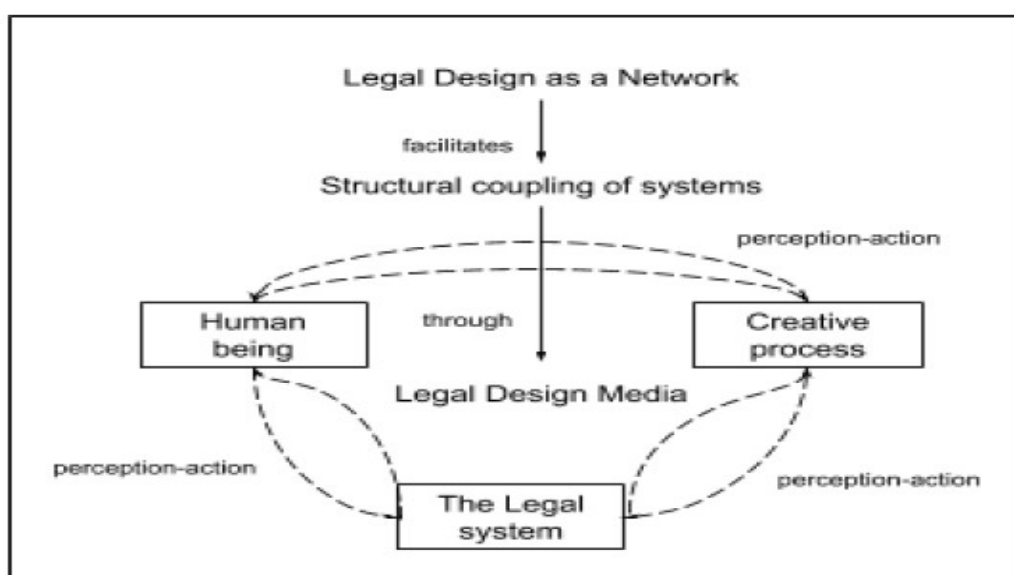 Legal Design as a Network
facilitates
Structural coupling of systems
perception-action
Human
being
through
Creative
process
Legal Design Media
perception-action
perception-action
The Legal
system